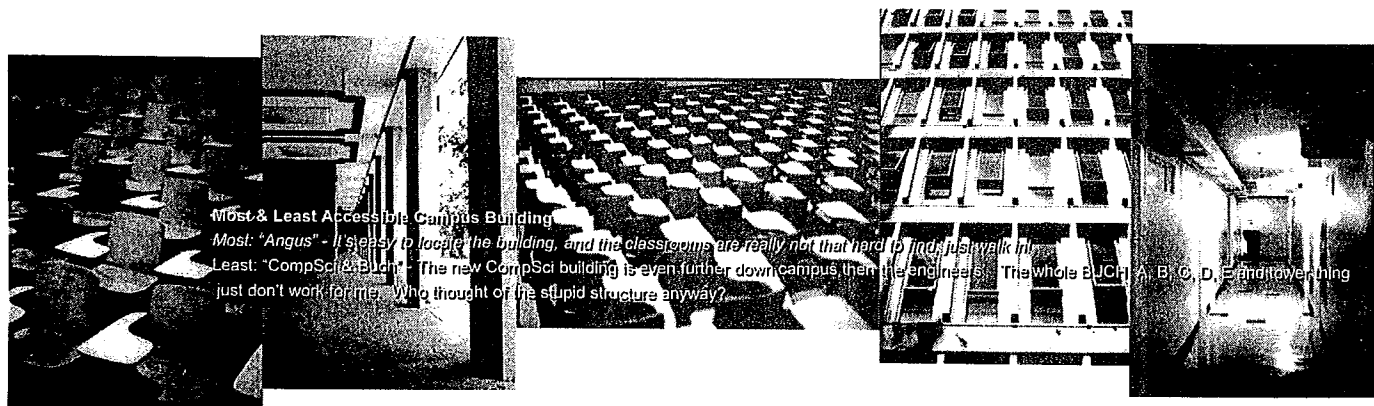 Most & Least Accessible Campus Building
Most: "Angus" - It's easy to locate the building, and the classrooms are really not that hard to find, just walk in!
Least: "CompSci & Buch" - The new CompSci building is even further down campus then the engineers. The whole BUCH A, B, C, D, E and tower thing
just don't work for me. Who thought of the stupid structure anyway?